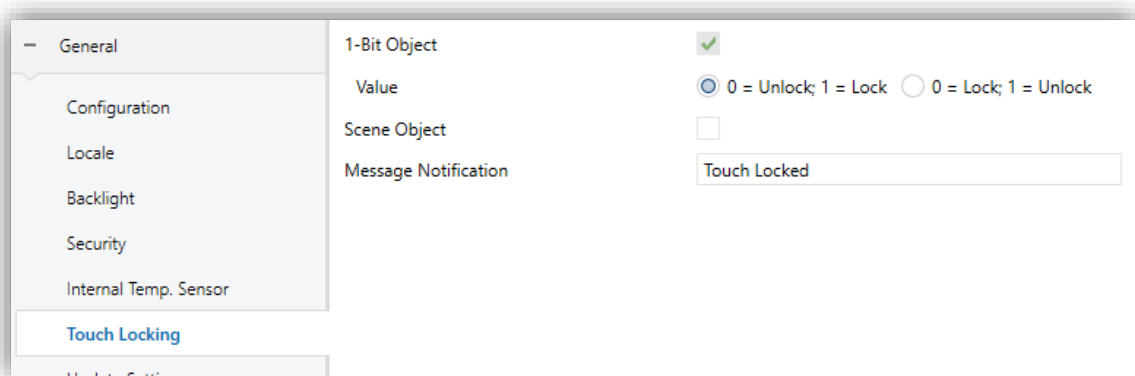 General
Configuration
Locale
Backlight
Security
Internal Temp. Sensor
Touch Locking
1-Bit Object
Value
0 = Unlock; 1 = Lock
0 = Lock; 1 = Unlock
Scene Object
Message Notification
Touch Locked